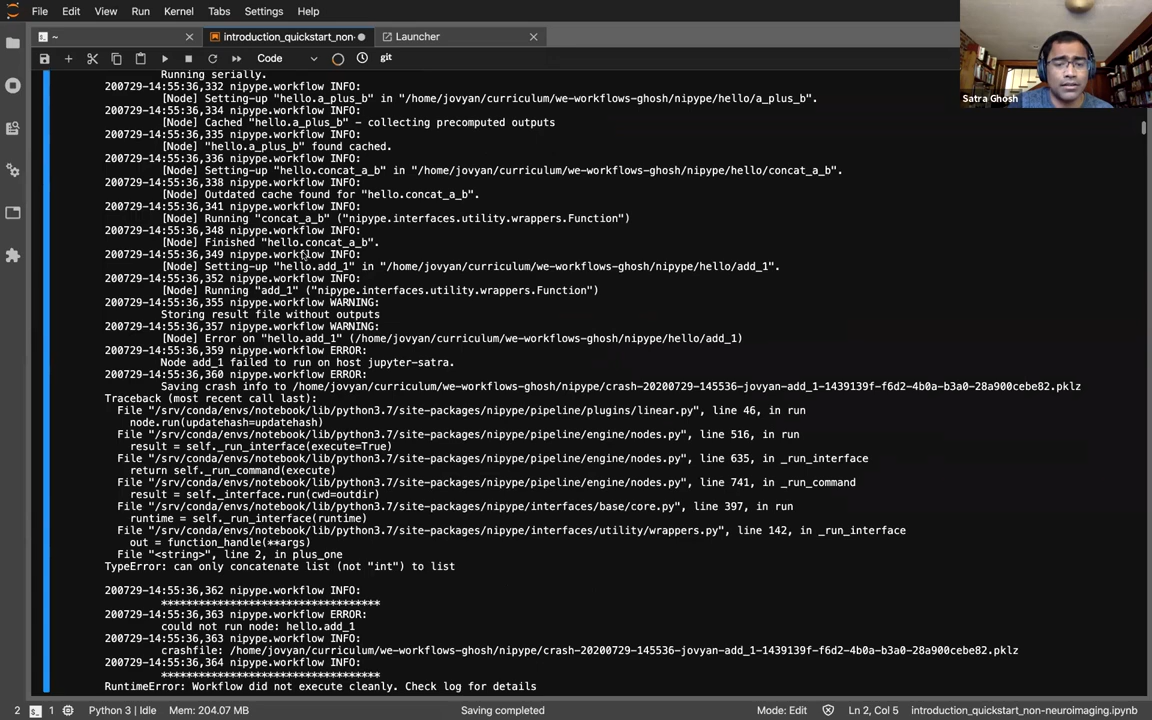 File Edit View Run Kernel Tabs Settings Help
~ introduction_quickstart_non- Launcher
Code git
Satra Ghosh
Running serially.
200729-14:55:36,332 nipype.workflow INFO:
[Node] Setting-up "hello.a_plus_b" in "/home/jovyan/curriculum/we-workflows-ghosh/nipype/hello/a_plus_b".
200729-14:55:36,334 nipype.workflow INFO:
[Node] Cached "hello.a_plus_b" - collecting precomputed outputs
200729-14:55:36,335 nipype.workflow INFO:
[Node] "hello.a_plus_b" found cached.
200729-14:55:36,336 nipype.workflow INFO:
[Node] Setting-up "hello.concat_a_b" in "/home/jovyan/curriculum/we-workflows-ghosh/nipype/hello/concat_a_b".
200729-14:55:36,338 nipype.workflow INFO:
[Node] Outdated cache found for "hello.concat_a_b".
200729-14:55:36,341 nipype.workflow INFO:
[Node] Running "concat_a_b" ("nipype.interfaces.utility.wrappers.Function")
200729-14:55:36,348 nipype.workflow INFO:
[Node] Finished "hello.concat_a_b".
200729-14:55:36,349 nipype.workflow INFO:
[Node] Setting-up "hello.add_1" in "/home/jovyan/curriculum/we-workflows-ghosh/nipype/hello/add_1".
200729-14:55:36,352 nipype.workflow INFO:
[Node] Running "add_1" ("nipype.interfaces.utility.wrappers.Function")
200729-14:55:36,355 nipype.workflow WARNING:
Storing result file without outputs
200729-14:55:36,357 nipype.workflow WARNING:
[Node] Error on "hello.add_1" (/home/jovyan/curriculum/we-workflows-ghosh/nipype/hello/add_1)
200729-14:55:36,359 nipype.workflow ERROR:
Node add_1 failed to run on host jupyter-satra.
200729-14:55:36,360 nipype.workflow ERROR:
Saving crash info to /home/jovyan/curriculum/we-workflows-ghosh/nipype/crash-20200729-145536-jovyan-add_1-1439139f-f6d2-4b0a-b3a0-28a900cebe82.pklz
Traceback (most recent call last):
File "/srv/conda/envs/notebook/lib/python3.7/site-packages/nipype/pipeline/plugins/linear.py", line 46, in run
node.run(updatehash=updatehash)
File "/srv/conda/envs/notebook/lib/python3.7/site-packages/nipype/pipeline/engine/nodes.py", line 516, in run
result = self._run_interface(execute=True)
File "/srv/conda/envs/notebook/lib/python3.7/site-packages/nipype/pipeline/engine/nodes.py", line 635, in _run_interface
return self._run_command(execute)
File "/srv/conda/envs/notebook/lib/python3.7/site-packages/nipype/pipeline/engine/nodes.py", line 741, in _run_command
result = self._interface.run(cwd=outdir)
File "/srv/conda/envs/notebook/lib/python3.7/site-packages/nipype/interfaces/base/core.py", line 397, in run
runtime = self._run_interface(runtime)
File "/srv/conda/envs/notebook/lib/python3.7/site-packages/nipype/interfaces/utility/wrappers.py", line 142, in _run_interface
out = function_handle(**args)
File "<string>", line 2, in plus_one
TypeError: can only concatenate list (not "int") to list
200729-14:55:36,362 nipype.workflow INFO:
***********************************
200729-14:55:36,363 nipype.workflow ERROR:
could not run node: hello.add_1
200729-14:55:36,363 nipype.workflow INFO:
crashfile: /home/jovyan/curriculum/we-workflows-ghosh/nipype/crash-20200729-145536-jovyan-add_1-1439139f-f6d2-4b0a-b3a0-28a900cebe82.pklz
200729-14:55:36,364 nipype.workflow INFO:
***********************************
RuntimeError: Workflow did not execute cleanly. Check log for details
2 1 Python 3 | Idle Mem: 204.07 MB Saving completed Mode: Edit Ln 2, Col 5 introduction_quickstart_non-neuroimaging.ipynb